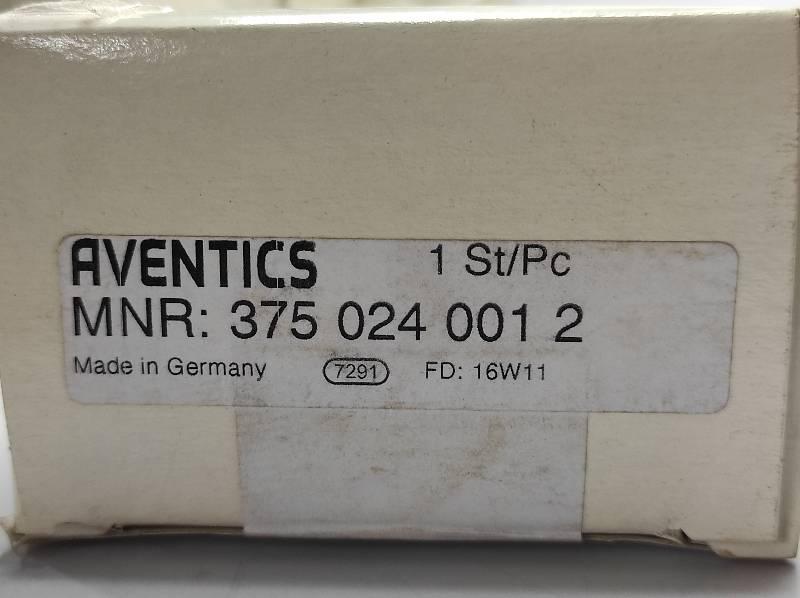 AVENTICS 1 St/Pc
MNR: 375 024 001 2
Made in Germany 7291 FD: 16W11